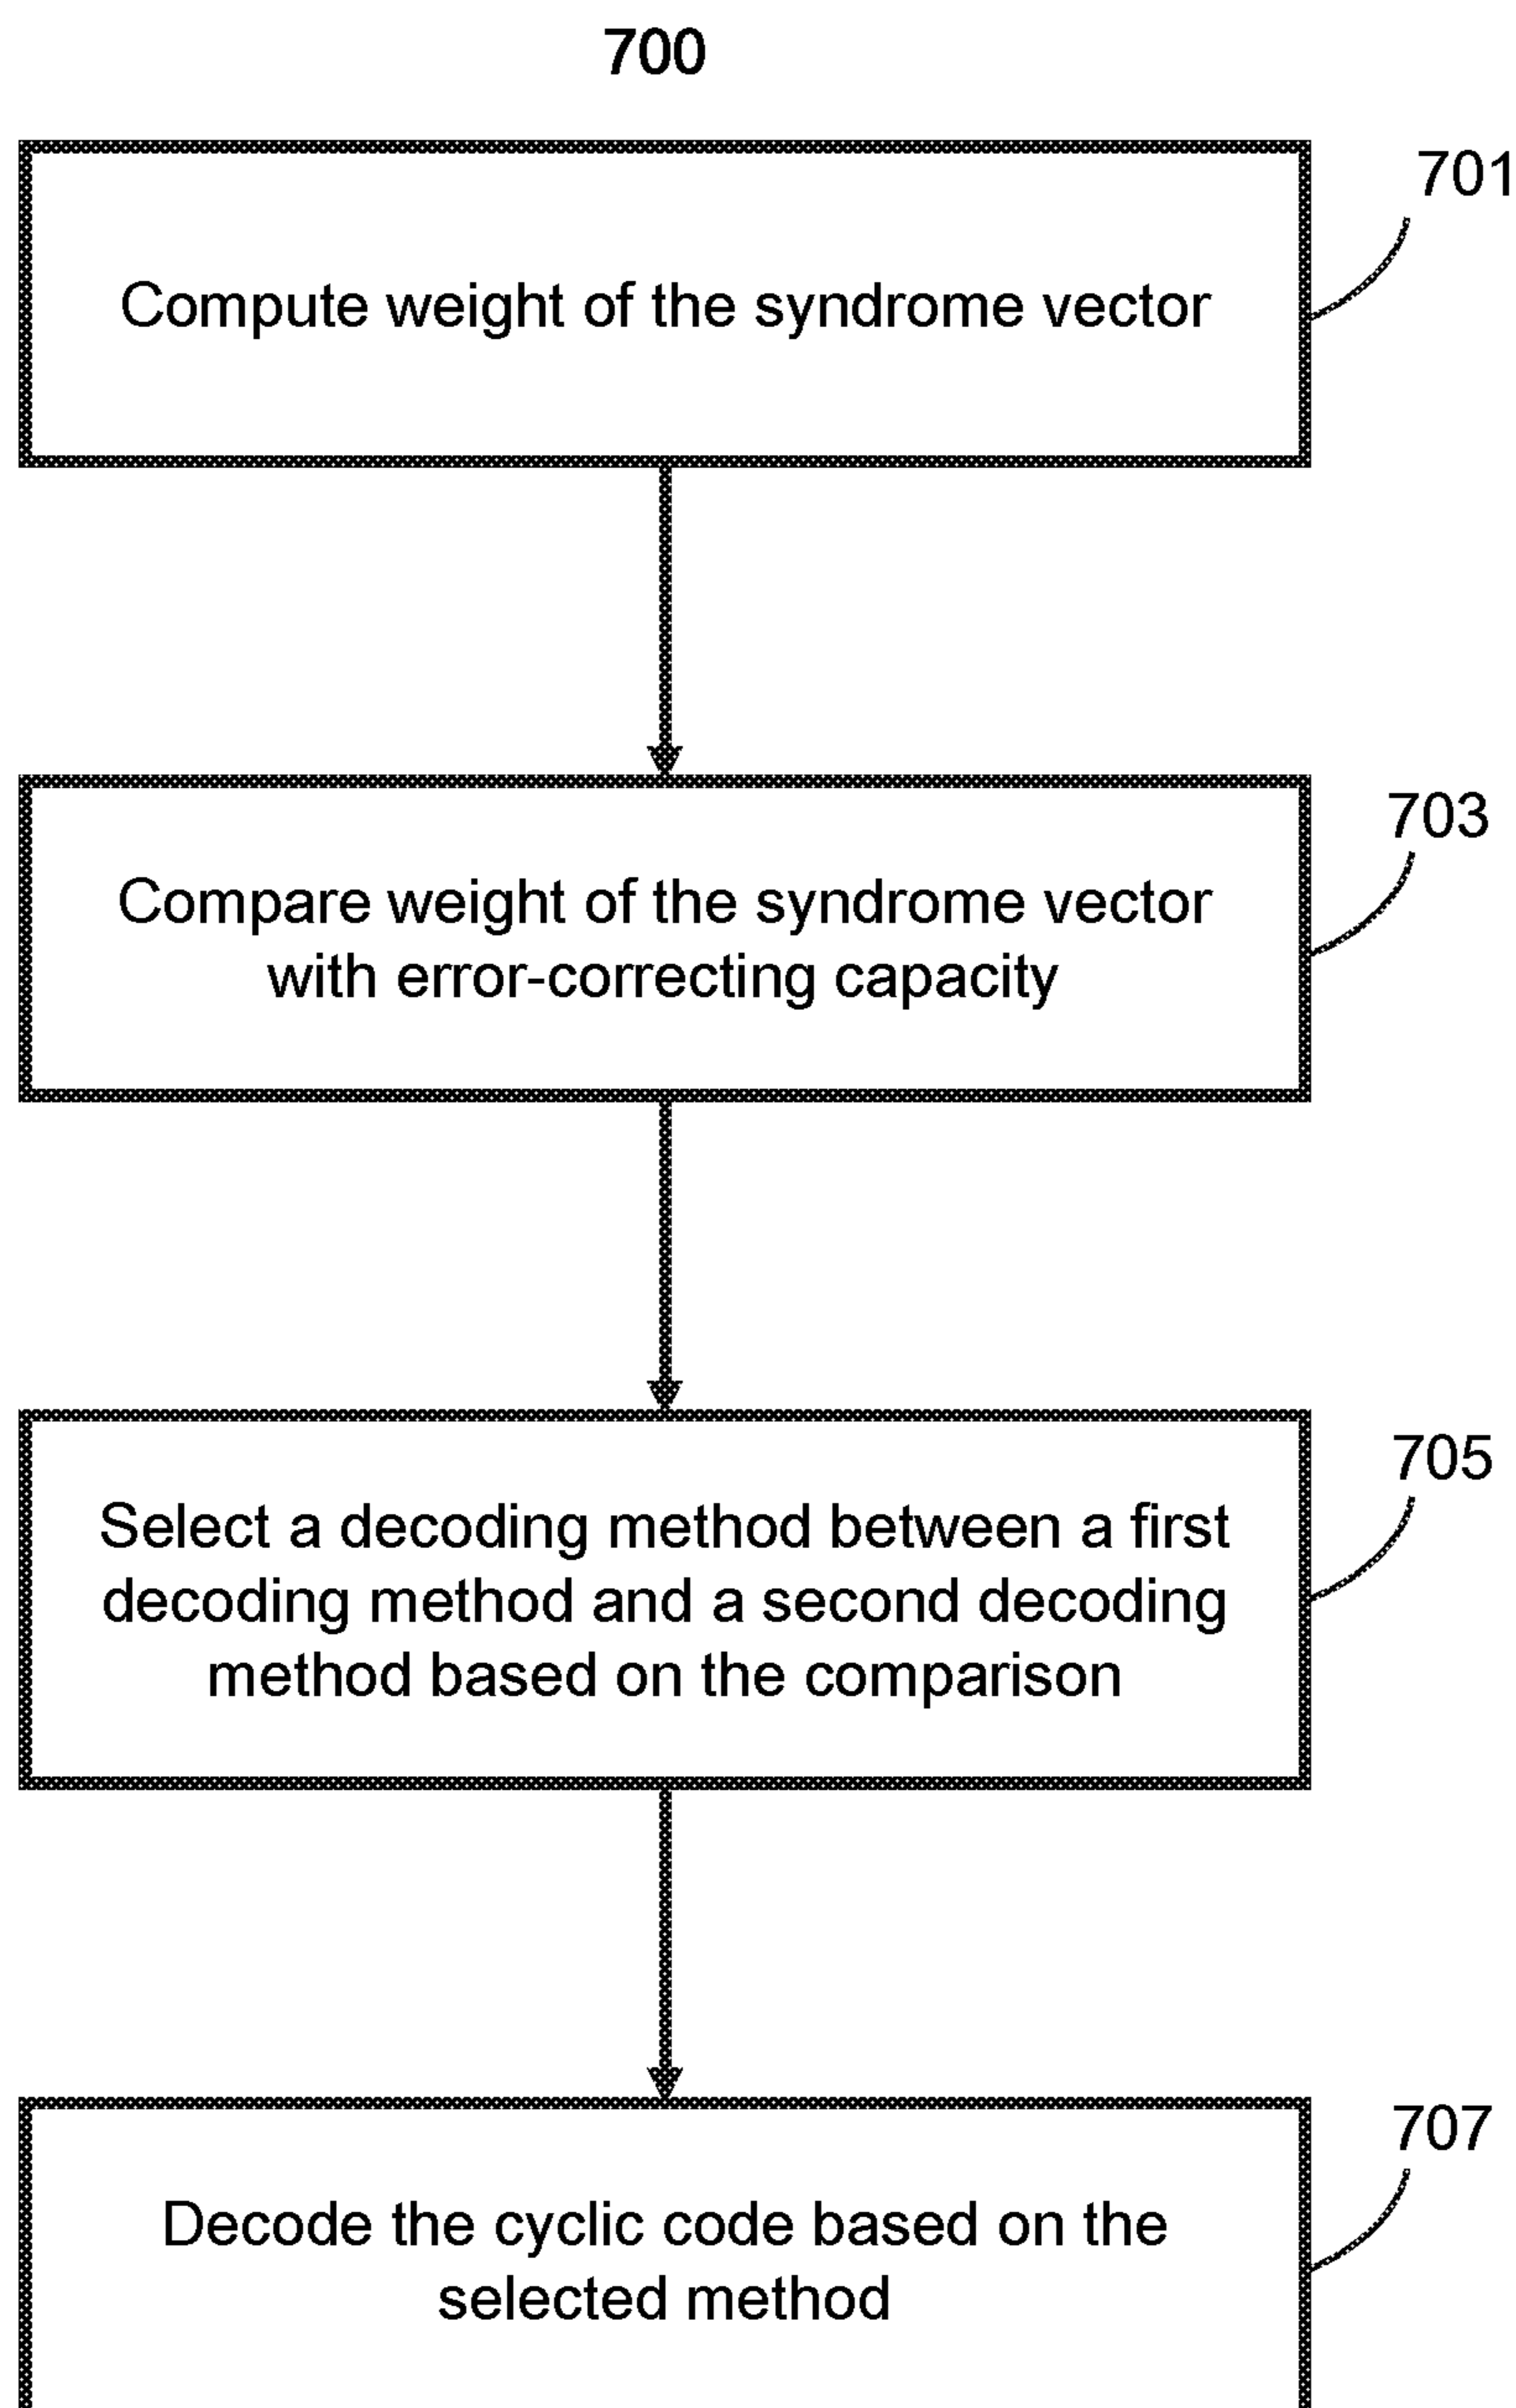 700
701
Compute weight of the syndrome vector
703
Compare weight of the syndrome vector
with error-correcting capacity
705
Select a decoding method between a first
decoding method and a second decoding
method based on the comparison
707
Decode the cyclic code based on the
selected method